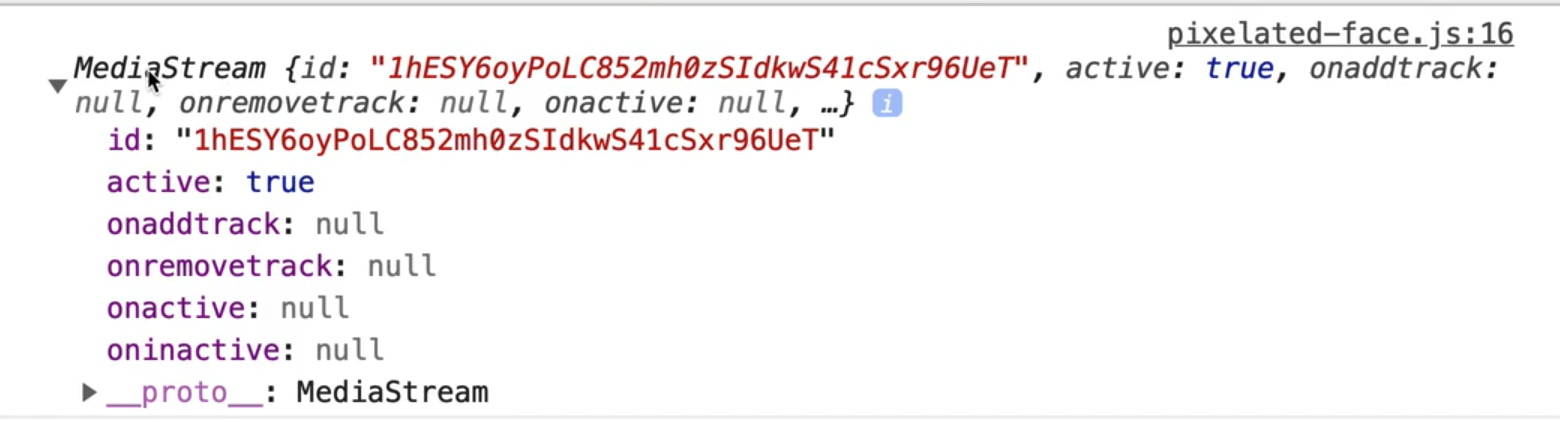 pixelated-face.js:16
MediaStream {id: "1hESY6oyPoLC852mh0zSIdkwS41cSxr96UeT", active: true, onaddtrack:
null, onremovetrack: null, onactive: null, …} i
id: "1hESY6oyPoLC852mh0zSIdkwS41cSxr96UeT"
active: true
onaddtrack: null
onremovetrack: null
onactive: null
oninactive: null
__proto__: MediaStream